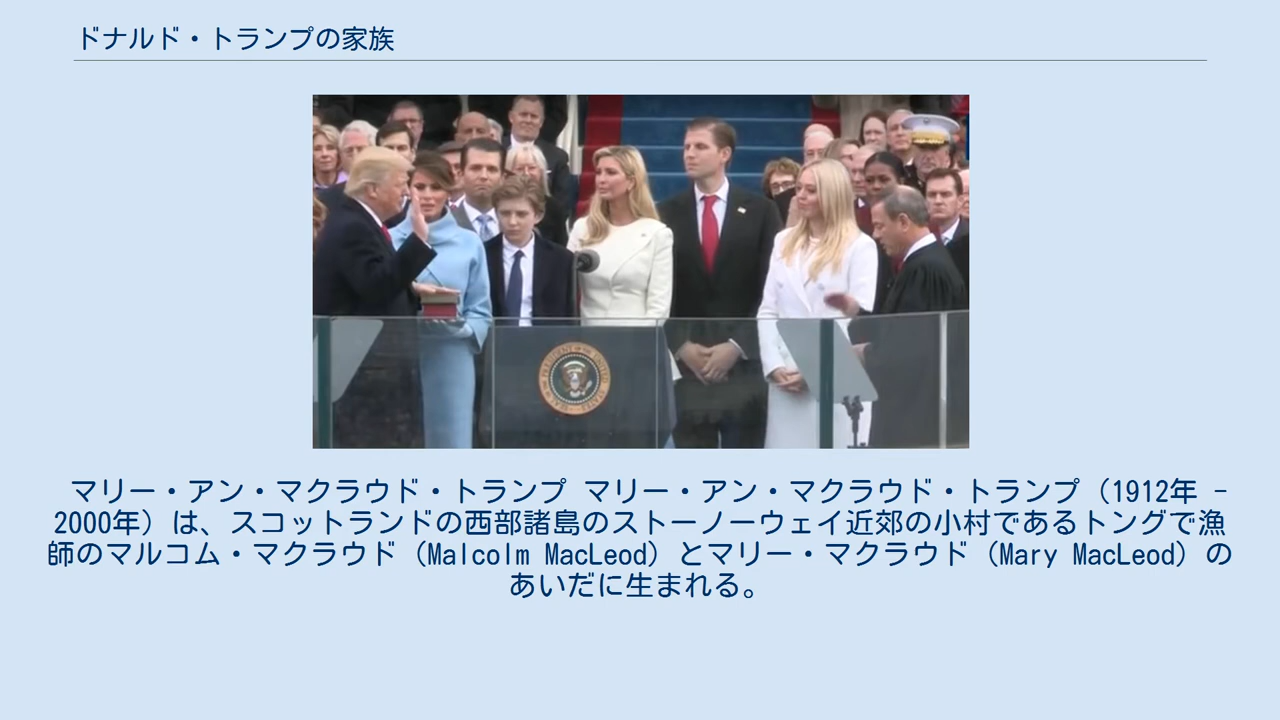 ドナルド・トランプの家族
マリー・アン・マクラウド・トランプ マリー・アン・マクラウド・トランプ（1912年 -
2000年）は、スコットランドの西部諸島のストーノーウェイ近郊の小村であるトングで漁
師のマルコム・マクラウド（Malcolm MacLeod）とマリー・マクラウド（Mary MacLeod）の
あいだに生まれる。